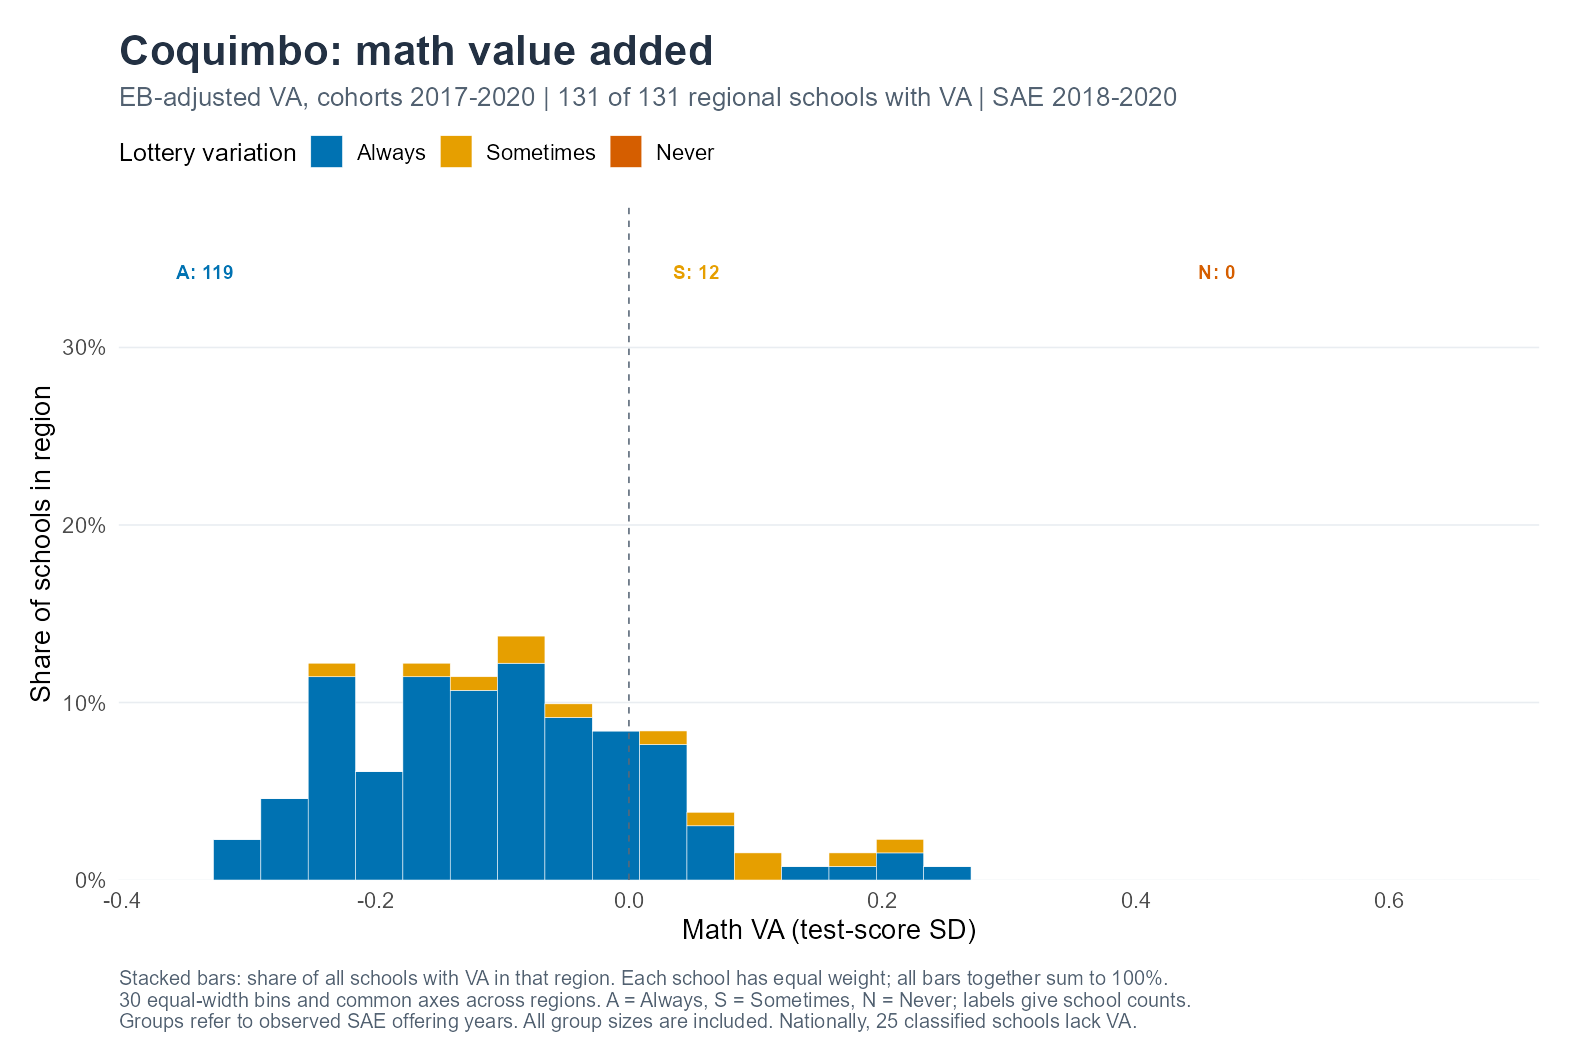 Coquimbo: math value added
EB-adjusted VA, cohorts 2017-2020 | 131 of 131 regional schools with VA | SAE 2018-2020
Lottery variation Always Sometimes Never
A: 119 S: 12 N: 0
30%
20%
10%
0%
Share of schools in region
-0.4 -0.2 0.0 0.2 0.4 0.6
Math VA (test-score SD)
Stacked bars: share of all schools with VA in that region. Each school has equal weight; all bars together sum to 100%.
30 equal-width bins and common axes across regions. A = Always, S = Sometimes, N = Never; labels give school counts.
Groups refer to observed SAE offering years. All group sizes are included. Nationally, 25 classified schools lack VA.